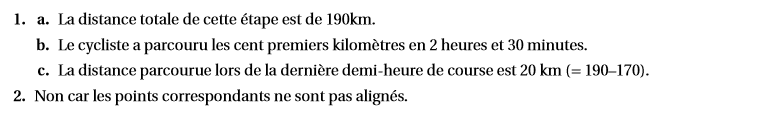 1. a. La distance totale de cette étape est de 190km.
b. Le cycliste a parcouru les cent premiers kilomètres en 2 heures et 30 minutes.
c. La distance parcourue lors de la dernière demi-heure de course est 20 km (= 190–170).
2. Non car les points correspondants ne sont pas alignés.